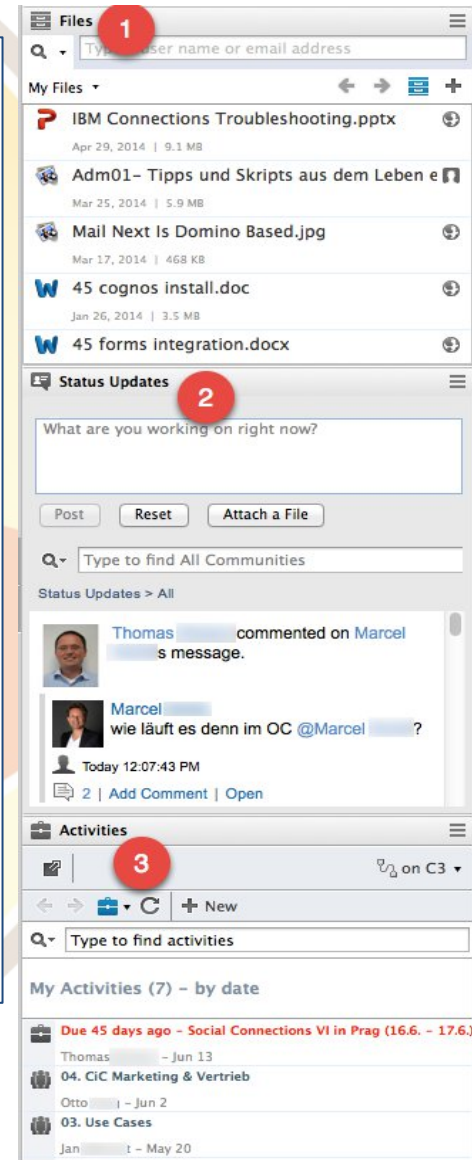 Files
1
Typ user name or email address
My Files
IBM Connections Troubleshooting.pptx
Apr 29, 2014 | 9.1 MB
Adm01- Tipps und Skripts aus dem Leben e
Mar 25, 2014 | 5.9 MB
Mail Next Is Domino Based.jpg
Mar 17, 2014 | 468 KB
45 cognos install.doc
Jan 26, 2014 | 3.5 MB
45 forms integration.docx
Status Updates
2
What are you working on right now?
Post Reset Attach a File
Type to find All Communities
Status Updates > All
Thomas commented on Marcel
s message.
Marcel
wie läuft es denn im OC @Marcel ?
Today 12:07:43 PM
2 | Add Comment | Open
Activities
3
on C3
New
Type to find activities
My Activities (7) – by date
Due 45 days ago – Social Connections VI in Prag (16.6. – 17.6.)
Thomas – Jun 13
04. CiC Marketing & Vertrieb
Otto – Jun 2
03. Use Cases
Jan t – May 20